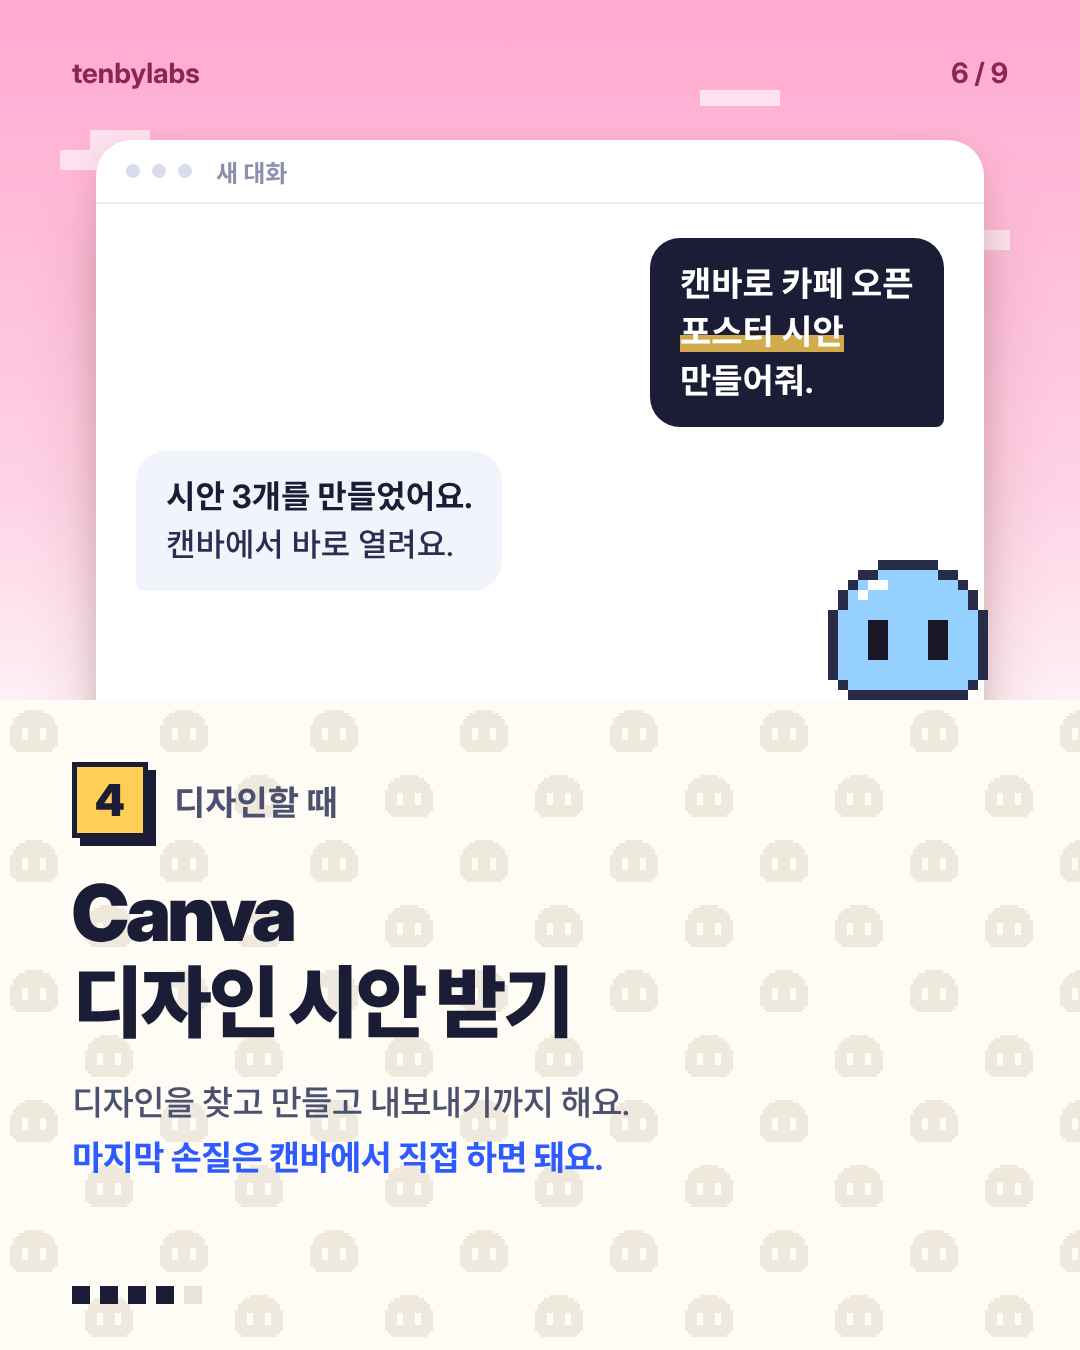 tenbylabs
6 / 9
새 대화
캔바로 카페 오픈
포스터 시안
만들어줘.
시안 3개를 만들었어요.
캔바에서 바로 열려요.
4
디자인할 때
Canva
디자인 시안 받기
디자인을 찾고 만들고 내보내기까지 해요.
마지막 손질은 캔바에서 직접 하면 돼요.